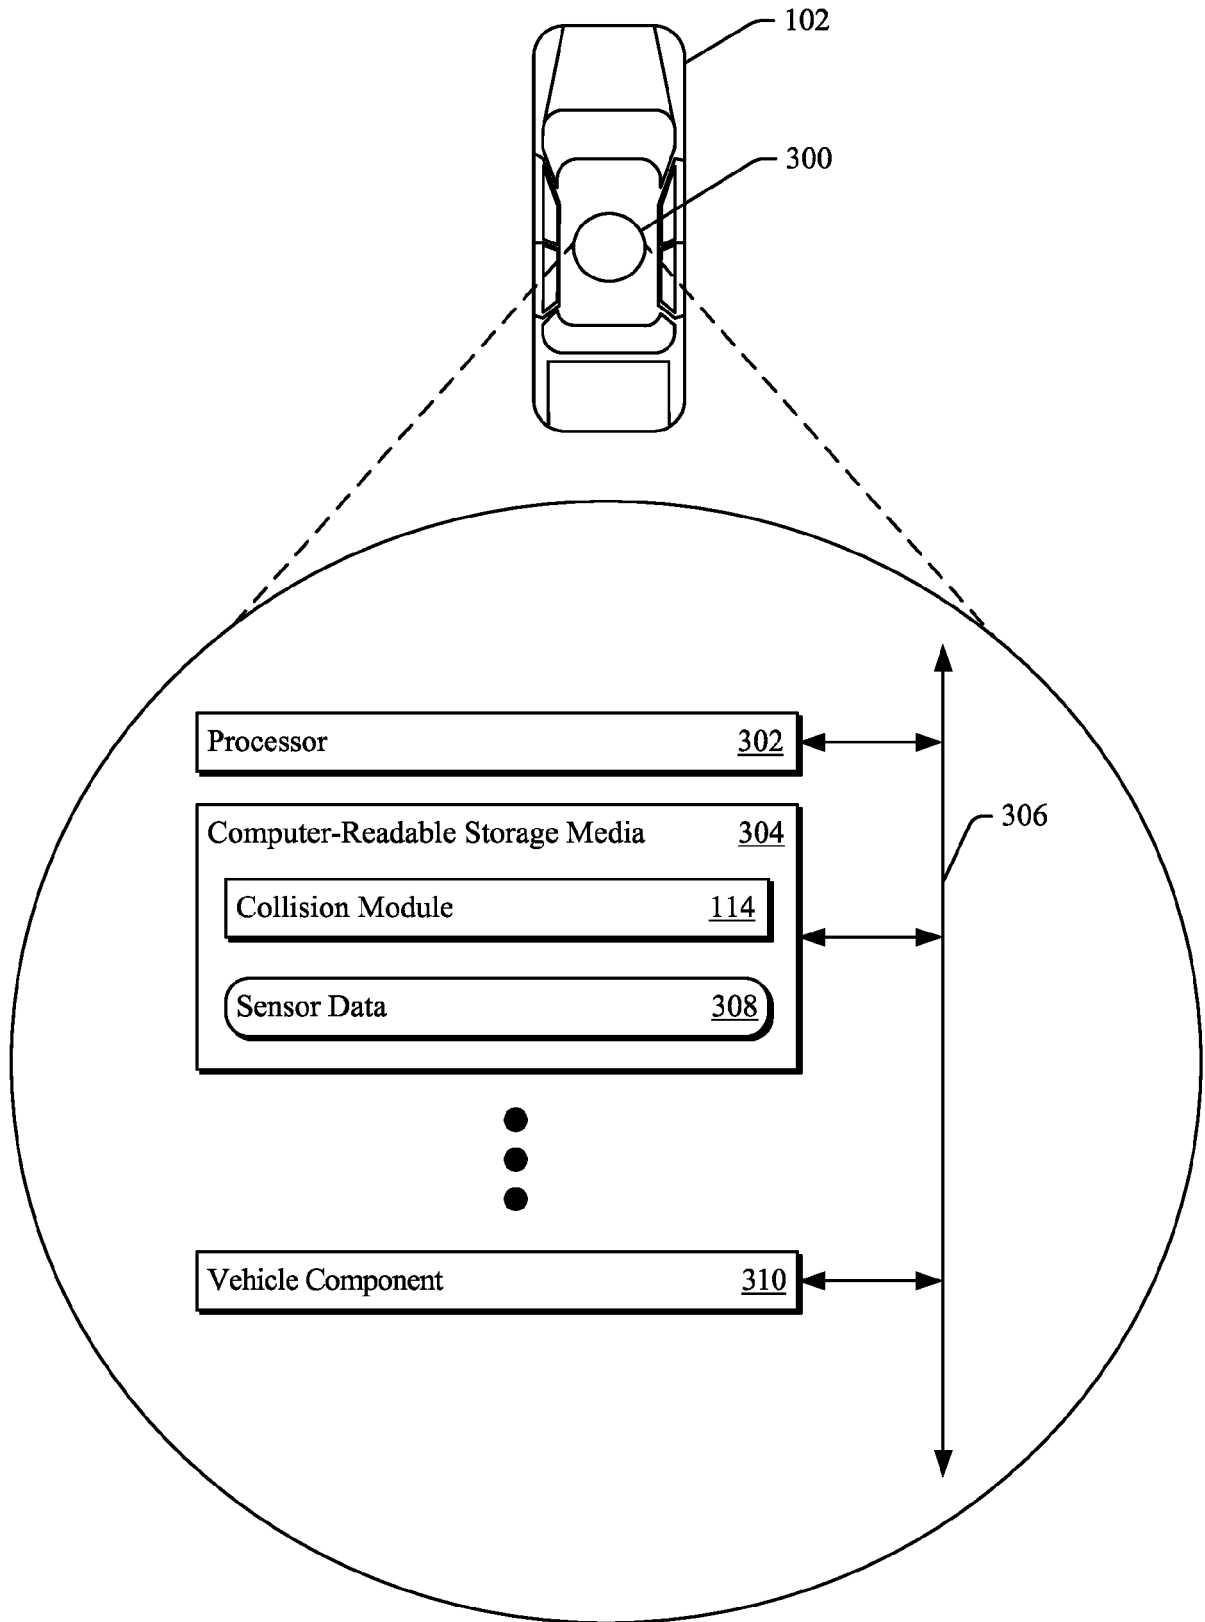 102
300
Processor 302
Computer-Readable Storage Media 304
306
Collision Module 114
Sensor Data 308
Vehicle Component 310